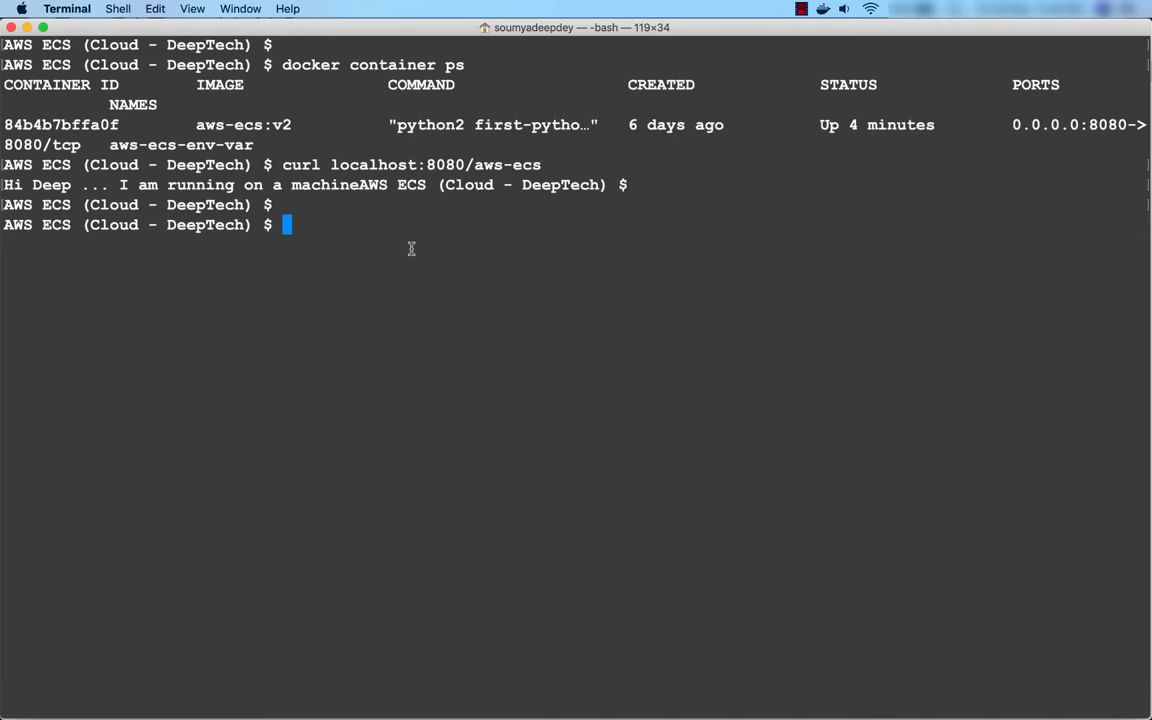 Terminal Shell Edit View Window Help
soumyadeepdey — -bash — 119×34
AWS ECS (Cloud - DeepTech) $
AWS ECS (Cloud - DeepTech) $ docker container ps
CONTAINER ID IMAGE COMMAND CREATED STATUS PORTS
NAMES
84b4b7bffa0f aws-ecs:v2 "python2 first-pytho…" 6 days ago Up 4 minutes 0.0.0.0:8080->
8080/tcp aws-ecs-env-var
AWS ECS (Cloud - DeepTech) $ curl localhost:8080/aws-ecs
Hi Deep ... I am running on a machineAWS ECS (Cloud - DeepTech) $
AWS ECS (Cloud - DeepTech) $
AWS ECS (Cloud - DeepTech) $